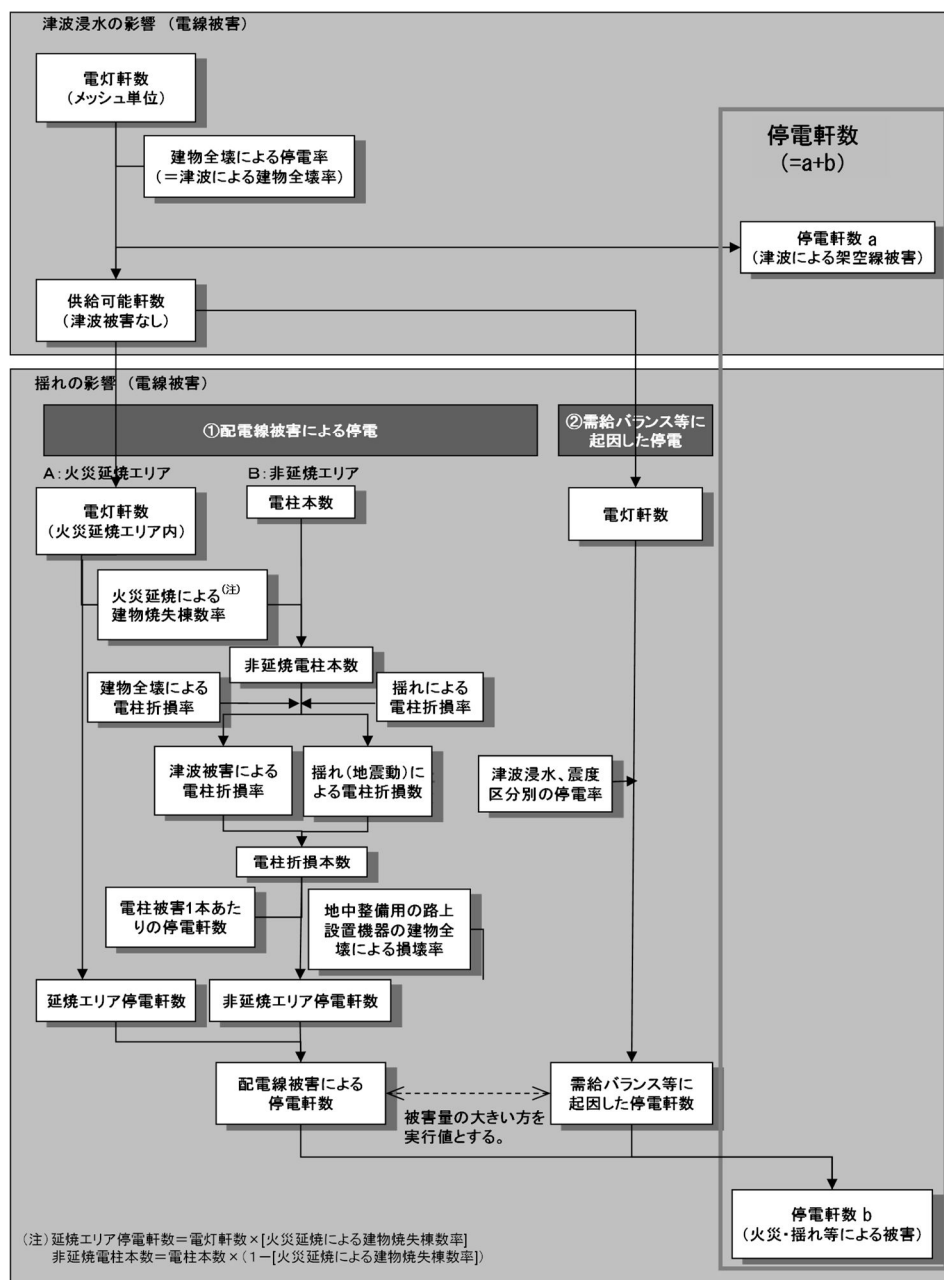 津波浸水の影響 (電線被害)
電灯軒数
(メッシュ単位)
建物全壊による停電率
(=津波による建物全壊率)
停電軒数
(=a+b)
停電軒数 a
(津波による架空線被害)
供給可能軒数
(津波被害なし)
揺れの影響 (電線被害)
①配電線被害による停電
②需給バランス等に
起因した停電
A:火災延焼エリア
B:非延焼エリア
電灯軒数
(火災延焼エリア内)
電柱本数
電灯軒数
火災延焼による(注)
建物焼失棟数率
非延焼電柱本数
建物全壊による
電柱折損率
揺れによる
電柱折損率
津波被害による
電柱折損率
揺れ(地震動)に
よる電柱折損数
津波浸水、震度
区分別の停電率
電柱折損本数
電柱被害1本あた
りの停電軒数
地中整備用の路上
設置機器の建物全
壊による損壊率
延焼エリア停電軒数
非延焼エリア停電軒数
配電線被害による
停電軒数
被害量の大きい方を
実行値とする。
需給バランス等に
起因した停電軒数
停電軒数 b
(火災・揺れ等による被害)
(注)延焼エリア停電軒数=電灯軒数×[火災延焼による建物焼失棟数率]
非延焼電柱本数=電柱本数×(1-[火災延焼による建物焼失棟数率])